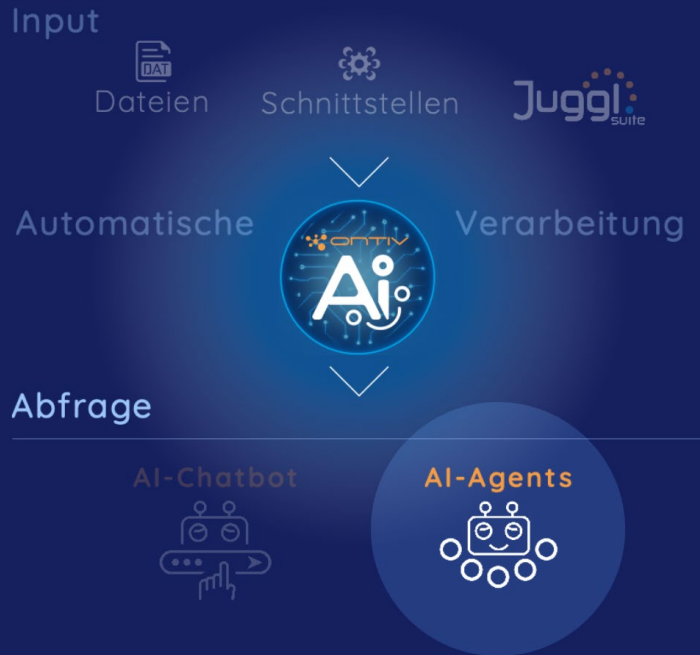 Input
DAT
Dateien
Schnittstellen
Juggl
suite
Automatische
Verarbeitung
ontiv
Ai
Abfrage
AI-Chatbot
AI-Agents